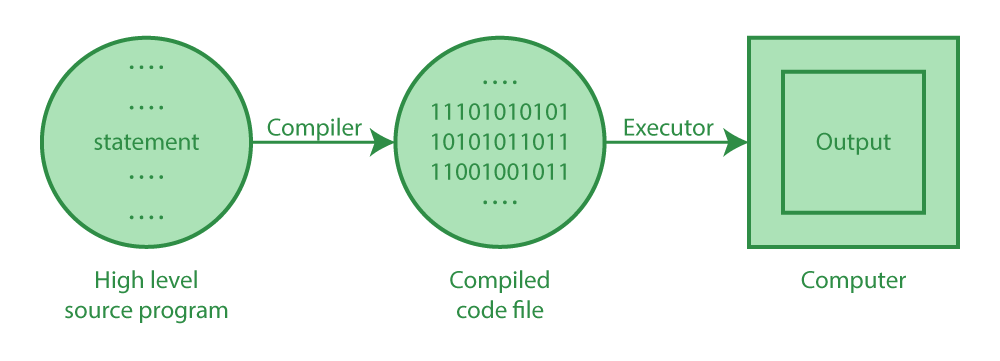 ....
....
statement
....
....
High level
source program
Compiler
....
11101010101
10101011011
11001001011
....
Compiled
code file
Executor
Output
Computer